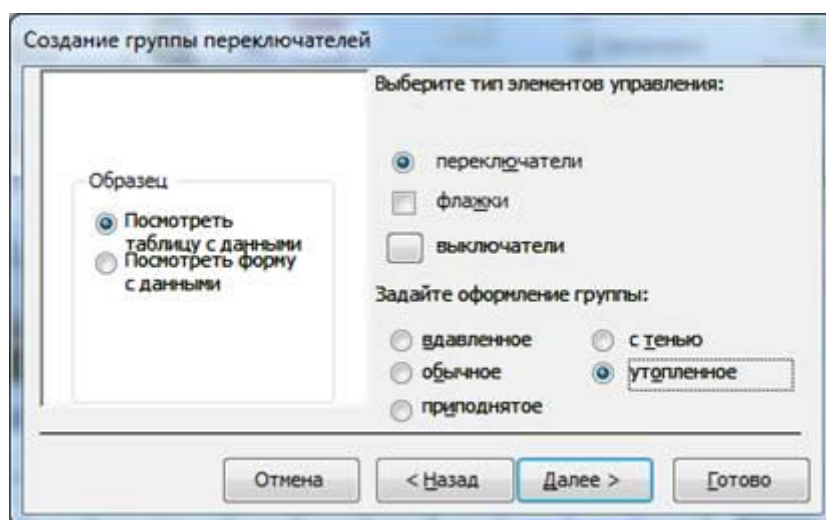 Создание группы переключателей
Выберите тип элементов управления:
Образец
Посмотреть
таблицу с данными
Посмотреть форму
с данными
переключатели
флажки
выключатели
Задайте оформление группы:
вдавленное
с тенью
обычное
утопленное
приподнятое
Отмена
< Назад
Далее >
Готово